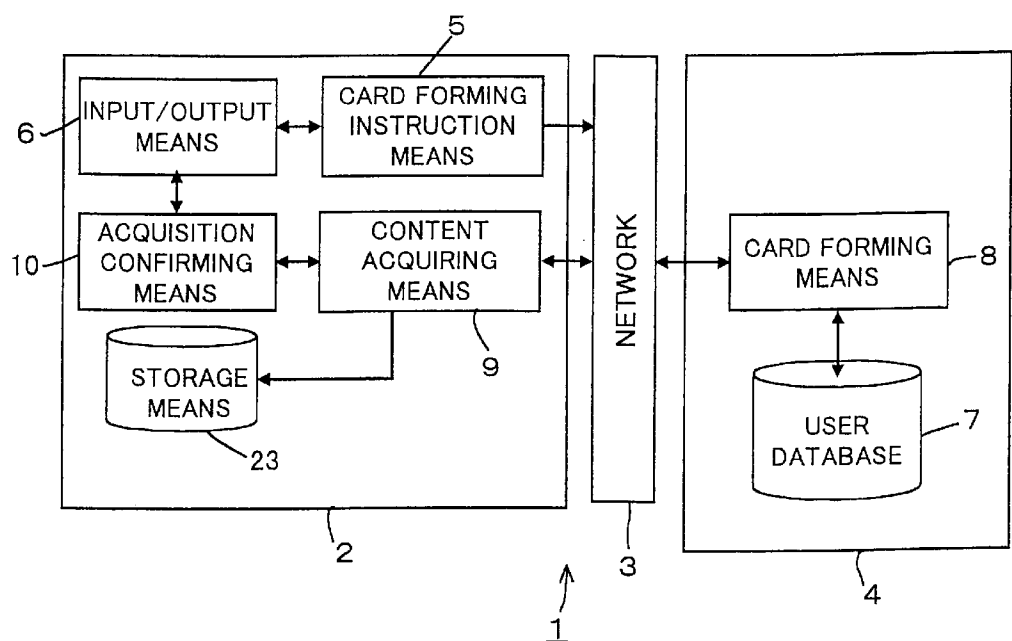 5
INPUT/OUTPUT
MEANS
6
CARD FORMING
INSTRUCTION
MEANS
ACQUISITION
CONFIRMING
MEANS
10
CONTENT
ACQUIRING
MEANS
9
STORAGE
MEANS
23
2
NETWORK
3
CARD FORMING
MEANS
8
USER
DATABASE
7
4
1